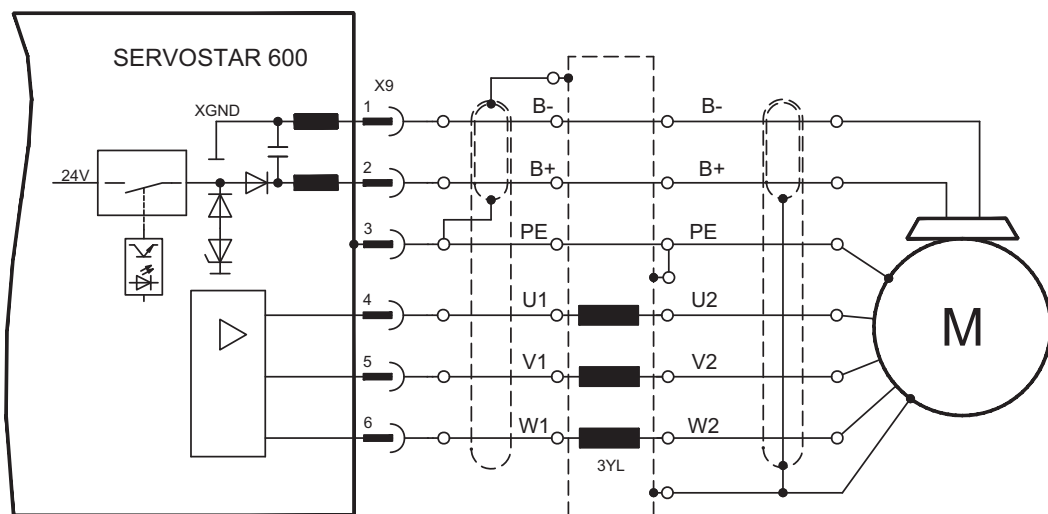 SERVOSTAR 600
X9
XGND
1
B-
B-
24V
2
B+
B+
3
PE
PE
4
U1
U2
M
5
V1
V2
6
W1
W2
3YL